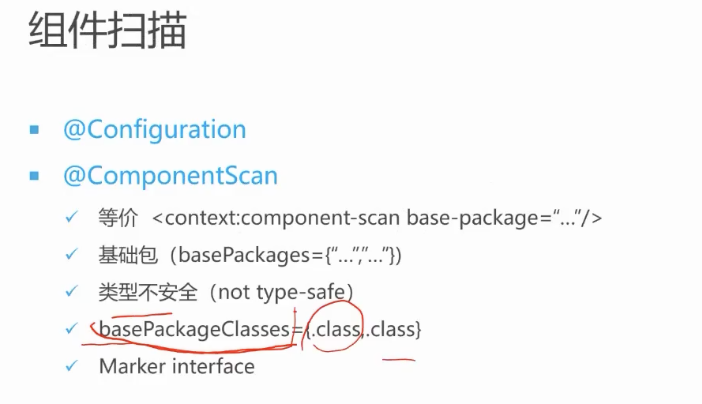 组件扫描
@Configuration
@ComponentScan
等价 <context:component-scan base-package=“...”/>
基础包（basePackages={“...”,”...”})
类型不安全（not type-safe）
basePackageClasses={.class,.class}
Marker interface